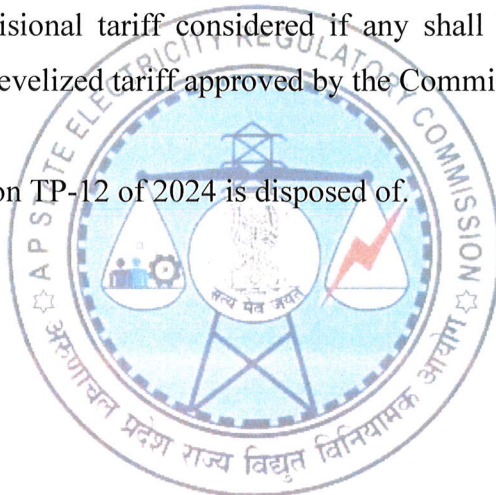 isional tariff considered if any shall
evelized tariff approved by the Commi
on TP-12 of 2024 is disposed of.
A P STATE ELECTRICITY REGULATORY COMMISSION
सत्यमेव जयते
अरुणाचल प्रदेश राज्य विद्युत विनियामक आयोग